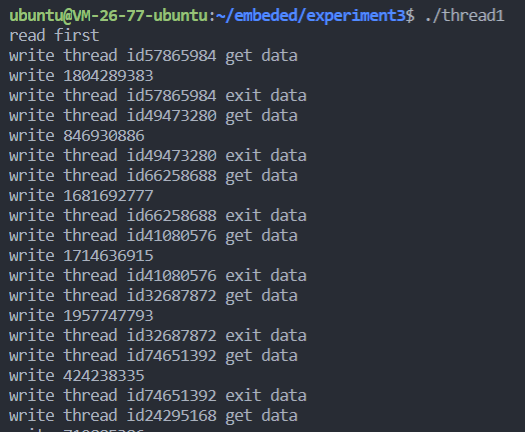 ubuntu@VM-26-77-ubuntu:~/embeded/experiment3$ ./thread1
read first
write thread id57865984 get data
write 1804289383
write thread id57865984 exit data
write thread id49473280 get data
write 846930886
write thread id49473280 exit data
write thread id66258688 get data
write 1681692777
write thread id66258688 exit data
write thread id41080576 get data
write 1714636915
write thread id41080576 exit data
write thread id32687872 get data
write 1957747793
write thread id32687872 exit data
write thread id74651392 get data
write 424238335
write thread id74651392 exit data
write thread id24295168 get data
write